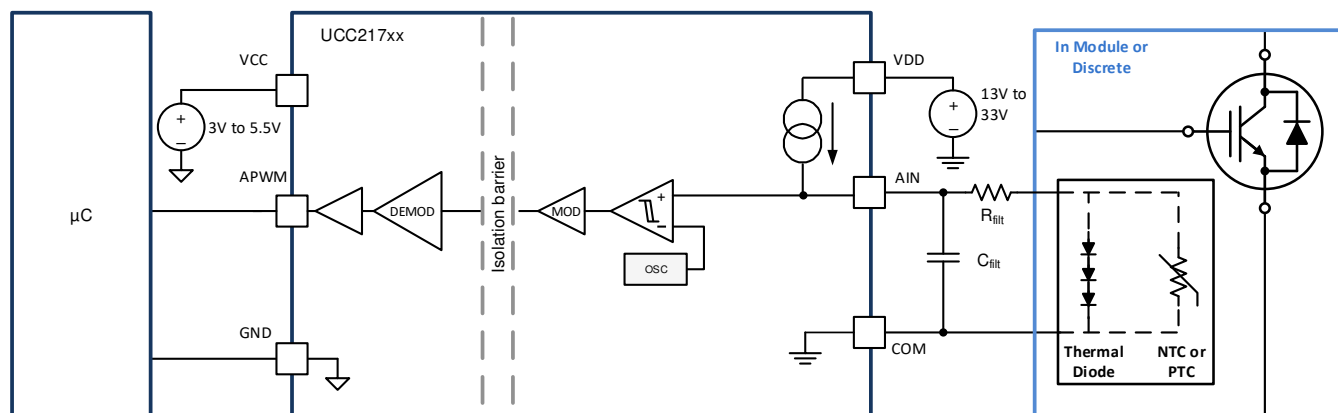 UCC217xx
In Module or
Discrete
VCC
VDD
3V to 5.5V
13V to
33V
APWM
AIN
µC
DEMOD
Isolation barrier
MOD
+
−
OSC
Rfilt
Cfilt
GND
COM
Thermal
Diode
NTC or
PTC